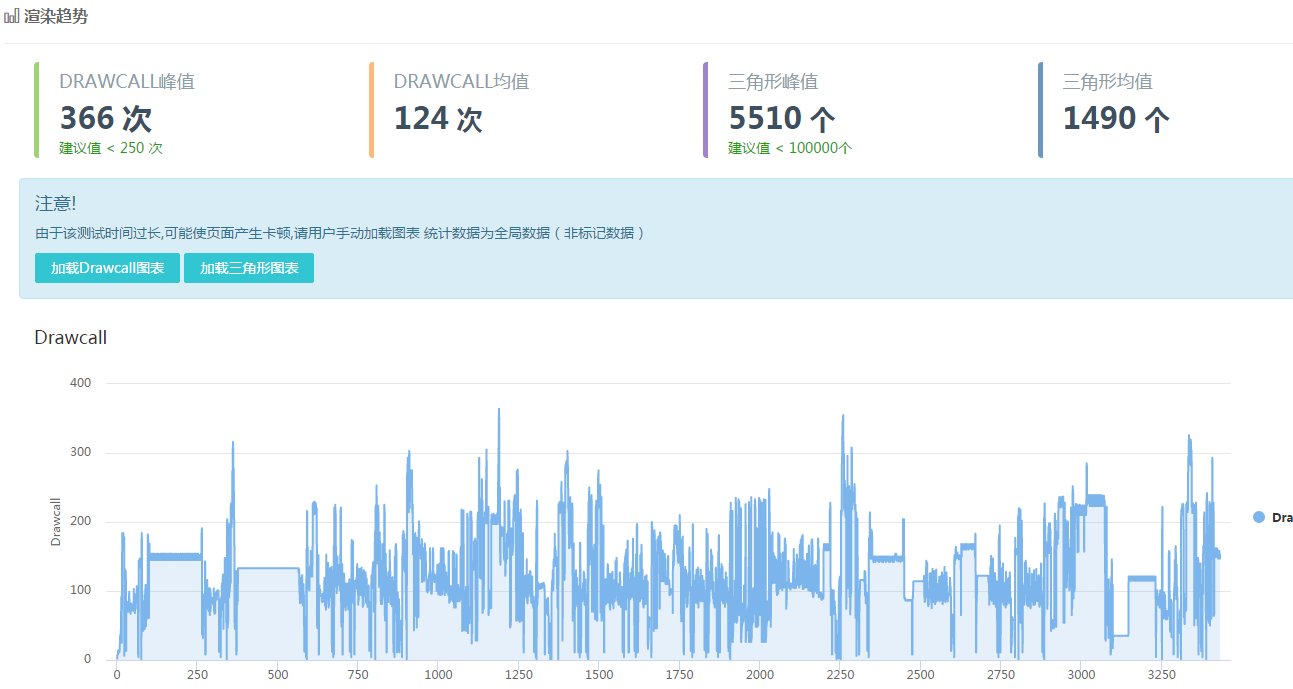 渲染趋势
DRAWCALL峰值
366 次
建议值 < 250 次
DRAWCALL均值
124 次
三角形峰值
5510 个
建议值 < 100000个
三角形均值
1490 个
注意!
由于该测试时间过长,可能使页面产生卡顿,请用户手动加载图表 统计数据为全局数据 ( 非标记数据 )
加载Drawcall图表 加载三角形图表
Drawcall
400
300
200
100
0
Drawcall
Dra
0 250 500 750 1000 1250 1500 1750 2000 2250 2500 2750 3000 3250